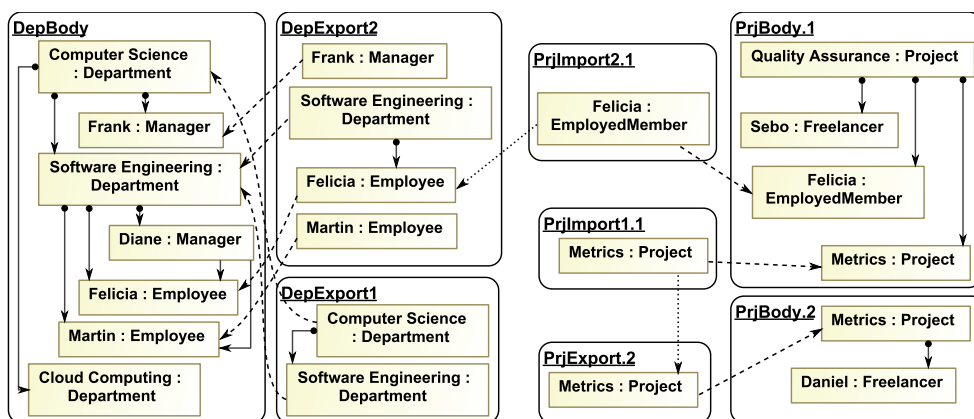 DepBody
Computer Science
: Department
Frank : Manager
Software Engineering :
Department
Diane : Manager
Felicia : Employee
Martin : Employee
Cloud Computing :
Department
DepExport2
Frank : Manager
Software Engineering :
Department
Felicia : Employee
Martin : Employee
DepExport1
Computer Science
: Department
Software Engineering :
Department
PrjImport2.1
Felicia :
EmployedMember
PrjImport1.1
Metrics : Project
PrjExport.2
Metrics : Project
PrjBody.1
Quality Assurance : Project
Sebo : Freelancer
Felicia :
EmployedMember
Metrics : Project
PrjBody.2
Metrics : Project
Daniel : Freelancer